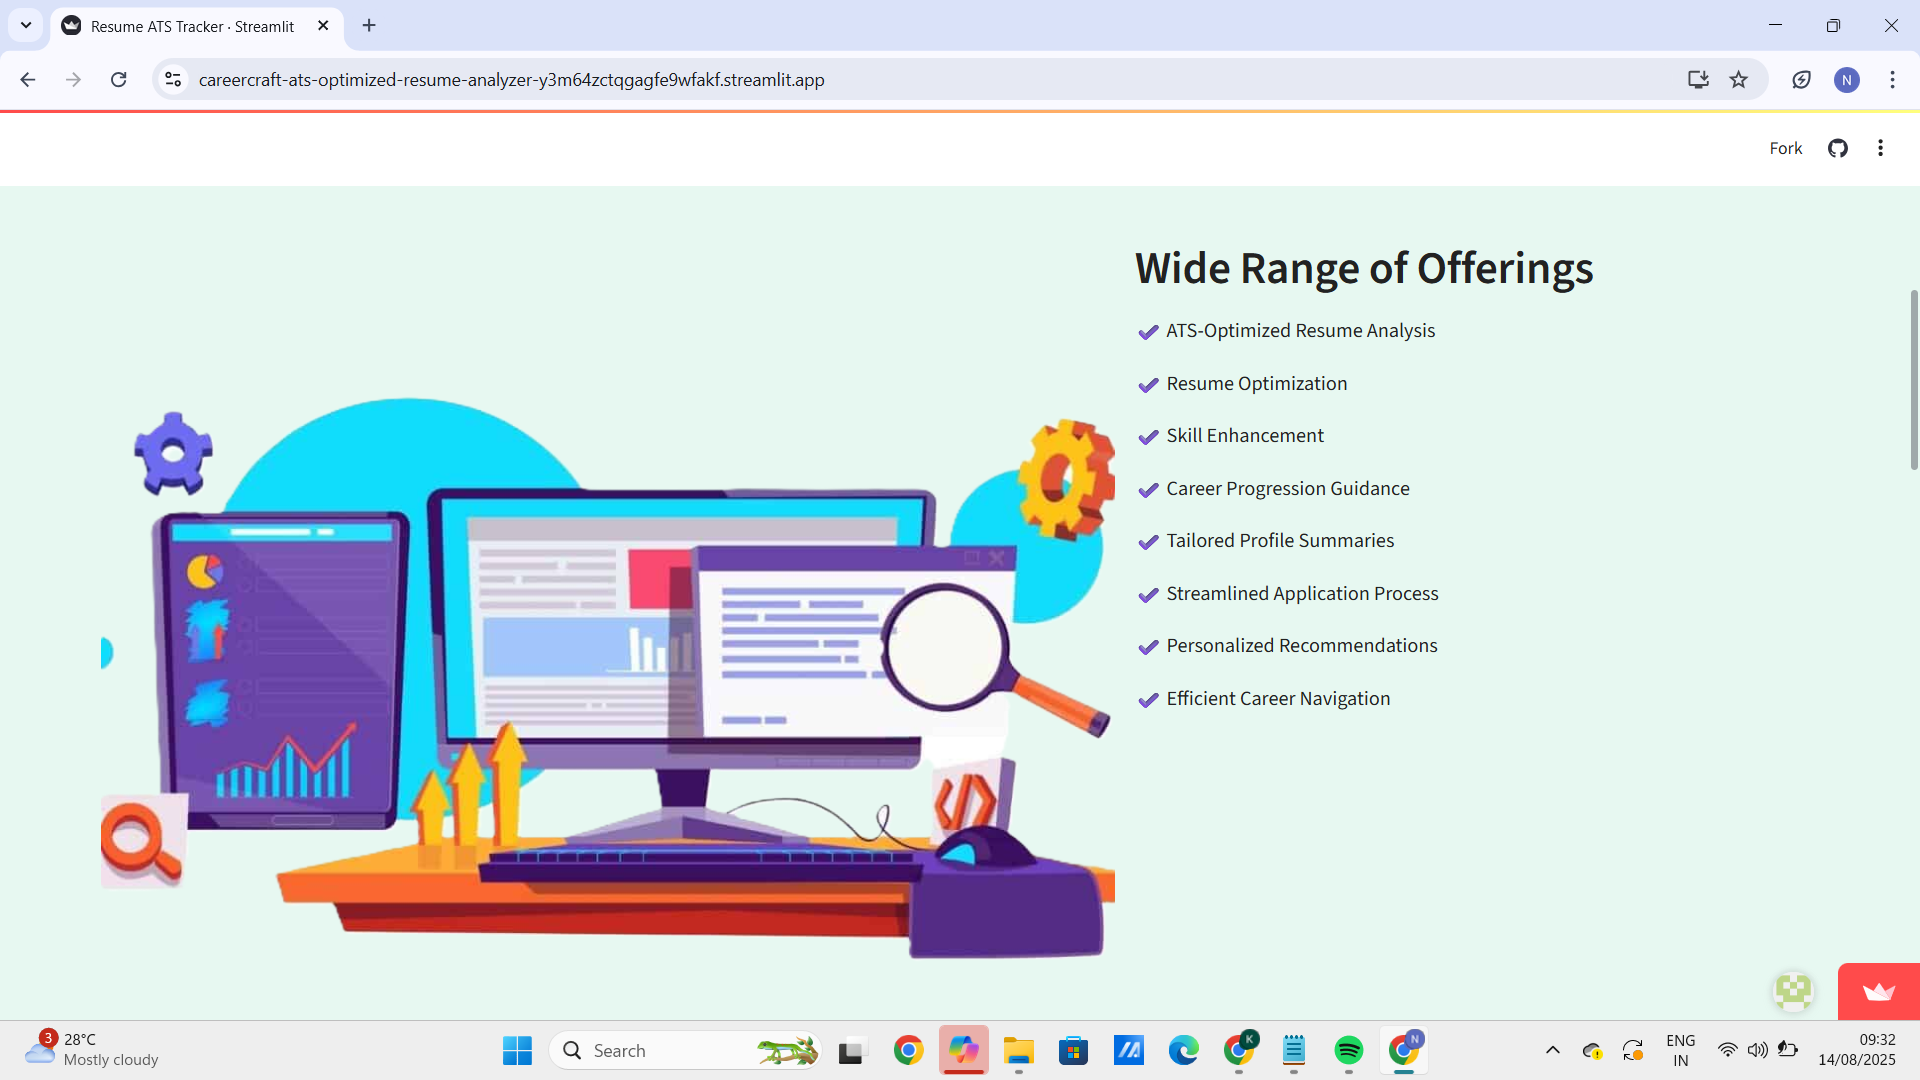 Resume ATS Tracker · Streamlit
careercraft-ats-optimized-resume-analyzer-y3m64zctqgagfe9wfakf.streamlit.app
N
Fork
Wide Range of Offerings
ATS-Optimized Resume Analysis
Resume Optimization
Skill Enhancement
Career Progression Guidance
Tailored Profile Summaries
Streamlined Application Process
Personalized Recommendations
Efficient Career Navigation
3
28°C
Mostly cloudy
Search
K
N
ENG
IN
09:32
14/08/2025